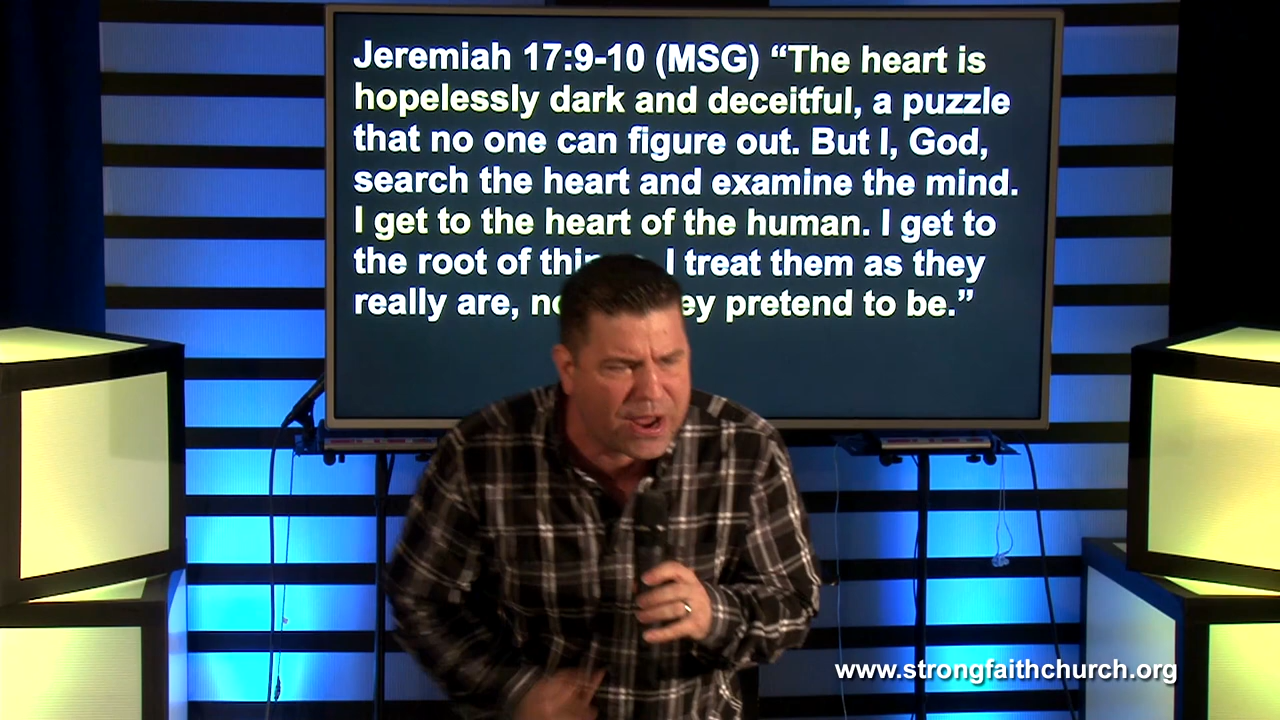 Jeremiah 17:9-10 (MSG) “The heart is
hopelessly dark and deceitful, a puzzle
that no one can figure out. But I, God,
search the heart and examine the mind.
I get to the heart of the human. I get to
the root of I treat them as they
really are, pretend to be.”
www.strongfaithchurch.org